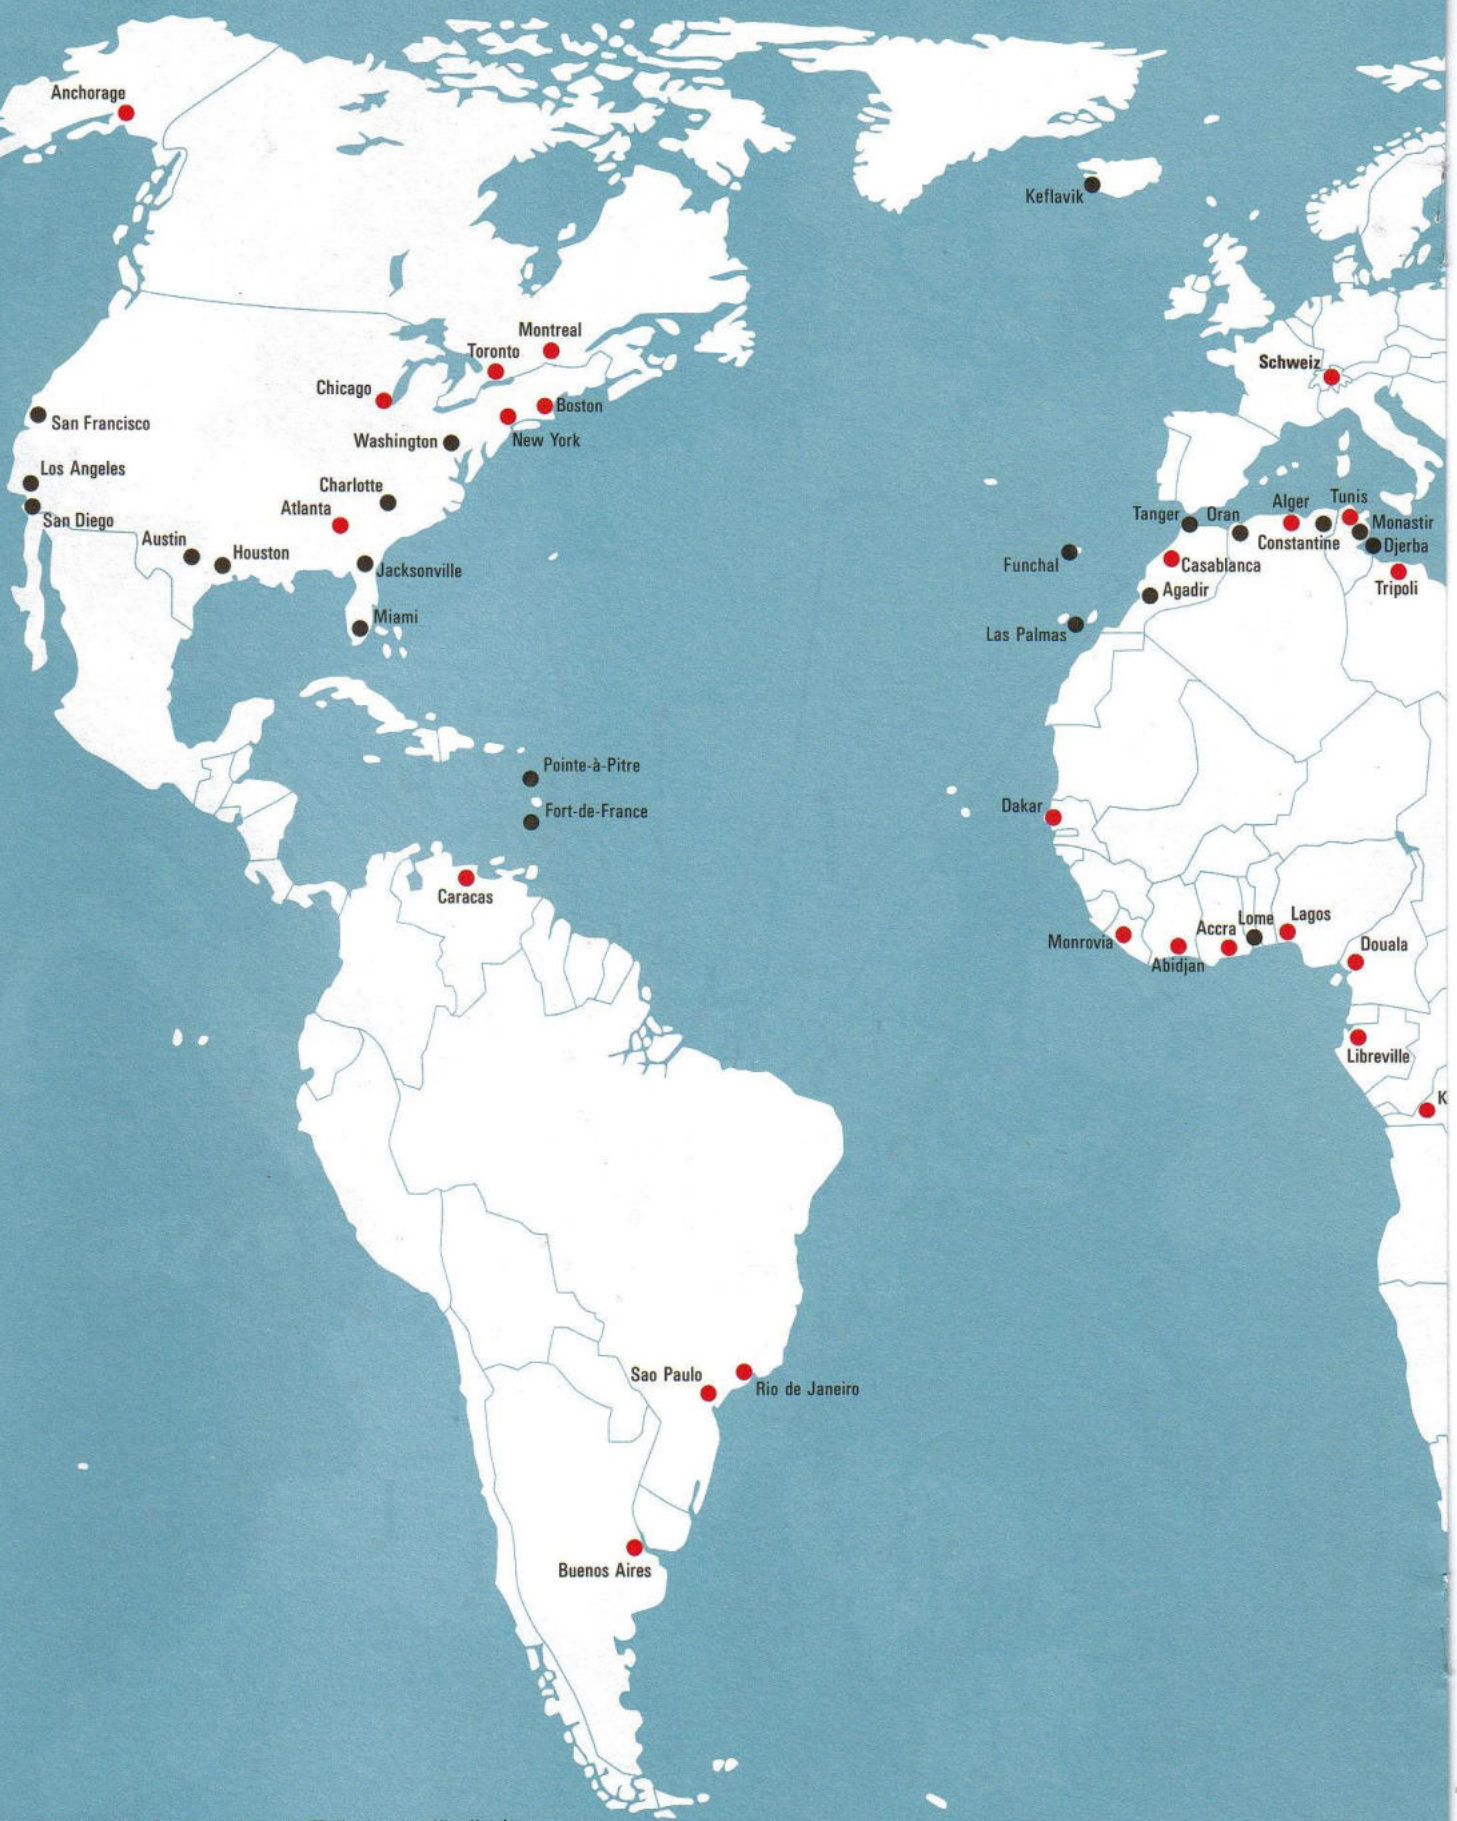 Anchorage
Keflavik
Montreal
Toronto
Schweiz
Chicago
Boston
San Francisco
Washington
New York
Los Angeles
Charlotte
Atlanta
San Diego
Alger
Tunis
Tanger
Oran
Monastir
Constantine
Djerba
Austin
Houston
Jacksonville
Funchal
Casablanca
Agadir
Tripoli
Miami
Las Palmas
Pointe-à-Pitre
Dakar
Fort-de-France
Caracas
Lome
Lagos
Accra
Monrovia
Douala
Abidjan
Libreville
K
Sao Paulo
Rio de Janeiro
Buenos Aires